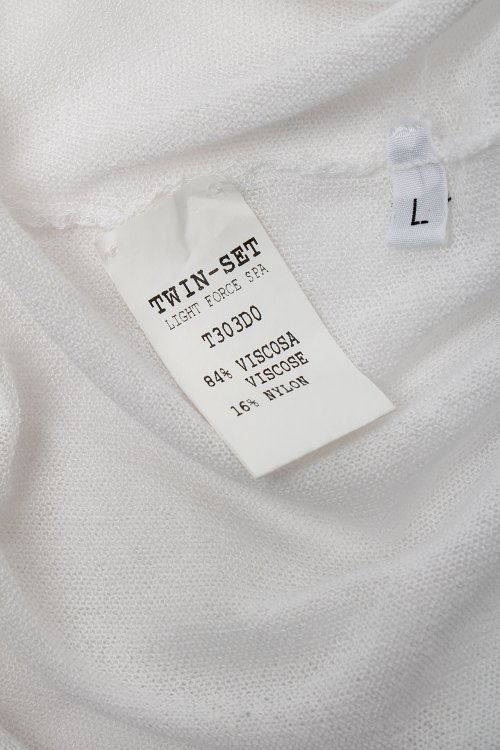 TWIN-SET
LIGHT FORCE SPA
T303D0
84% VISCOSA
VISCOSE
16% NYLON
L